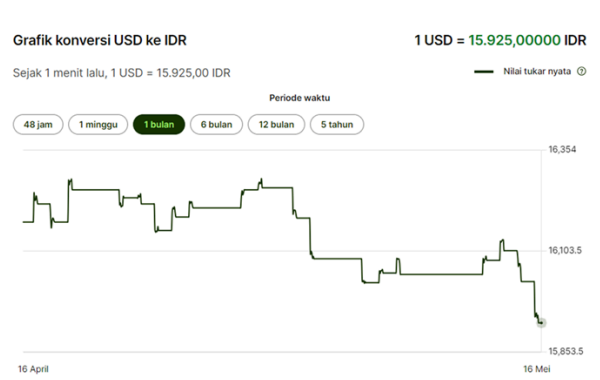 Grafik konversi USD ke IDR
1 USD = 15.925,00000 IDR
Sejak 1 menit lalu, 1 USD = 15.925,00 IDR
Nilai tukar nyata ?
Periode waktu
48 jam 1 minggu 1 bulan 6 bulan 12 bulan 5 tahun
16,354
16,103.5
15,853.5
16 April 16 Mei